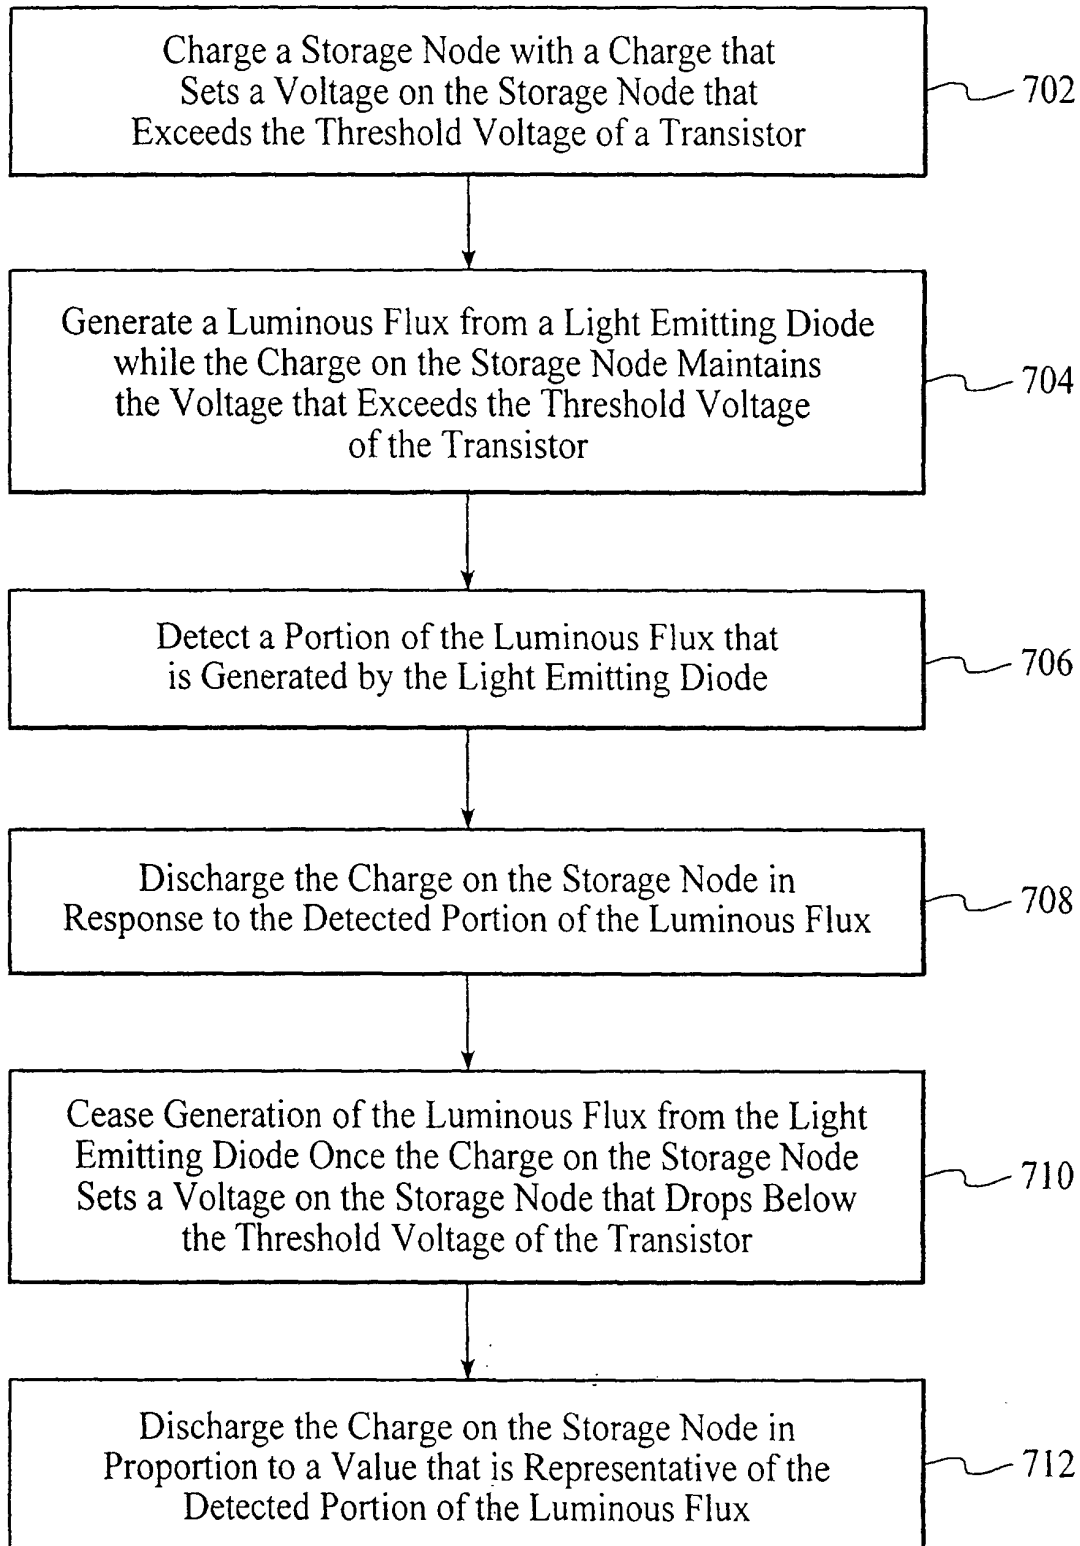 Charge a Storage Node with a Charge that
Sets a Voltage on the Storage Node that
Exceeds the Threshold Voltage of a Transistor
702
Generate a Luminous Flux from a Light Emitting Diode
while the Charge on the Storage Node Maintains
the Voltage that Exceeds the Threshold Voltage
of the Transistor
704
Detect a Portion of the Luminous Flux that
is Generated by the Light Emitting Diode
706
Discharge the Charge on the Storage Node in
Response to the Detected Portion of the Luminous Flux
708
Cease Generation of the Luminous Flux from the Light
Emitting Diode Once the Charge on the Storage Node
Sets a Voltage on the Storage Node that Drops Below
the Threshold Voltage of the Transistor
710
Discharge the Charge on the Storage Node in
Proportion to a Value that is Representative of the
Detected Portion of the Luminous Flux
712